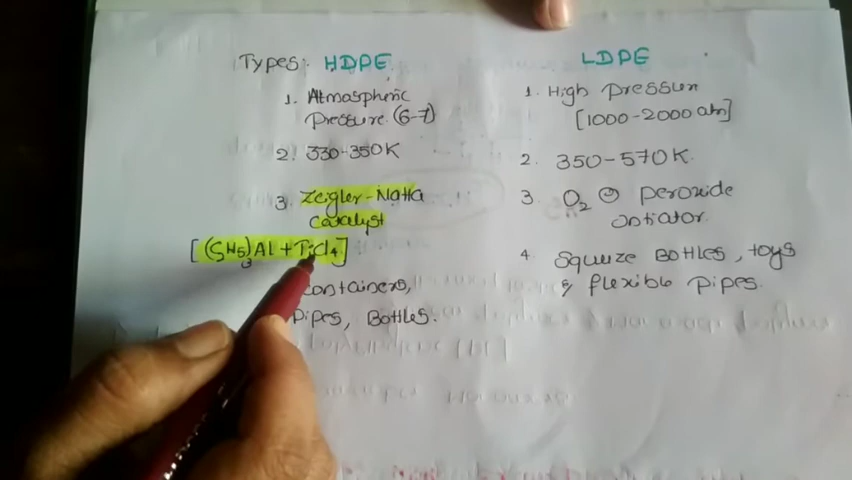 Types: HDPE
1. Atmospheric
Pressure (6-7)
2. 330-350K
3. Zeigler-Natta
Catalyst
[(C2H5)3Al + TiCl4]
Containers,
Pipes, Bottles.
LDPE
1. High Pressure
[1000-2000 atm]
2. 350-570K.
3 O2 peroxide
4. Squize Bottles, toys
& flexible pipes.